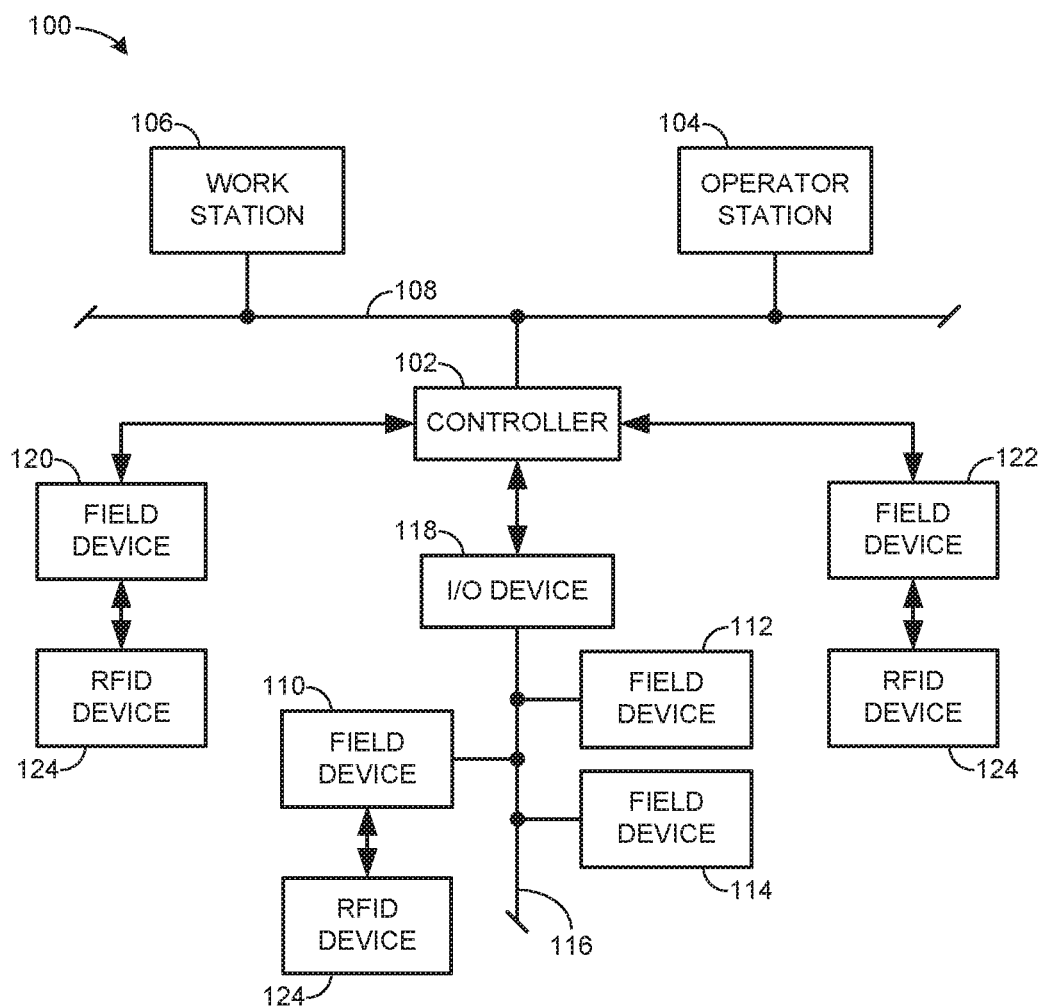 100
106
104
WORK
STATION
OPERATOR
STATION
108
102
CONTROLLER
120
122
FIELD
DEVICE
118
FIELD
DEVICE
I/O DEVICE
112
RFID
DEVICE
110
FIELD
DEVICE
RFID
DEVICE
124
FIELD
DEVICE
124
FIELD
DEVICE
114
RFID
DEVICE
116
124